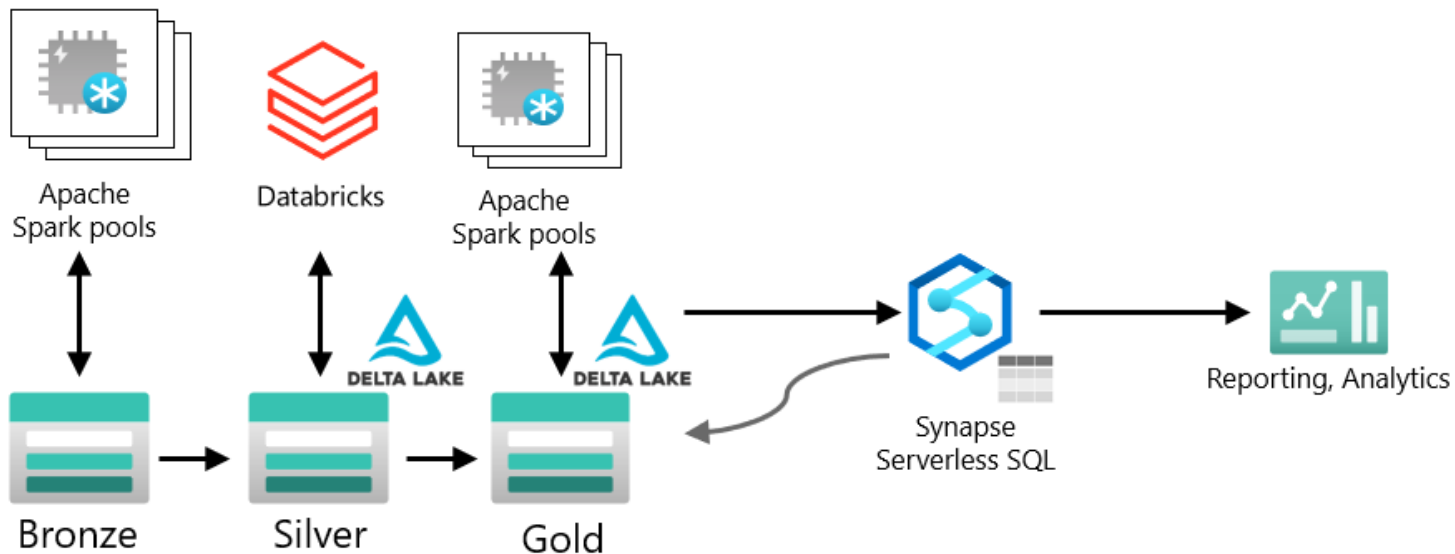 Apache
Spark pools
Databricks
Apache
Spark pools
DELTA LAKE
DELTA LAKE
Synapse
Serverless SQL
Reporting, Analytics
Bronze
Silver
Gold